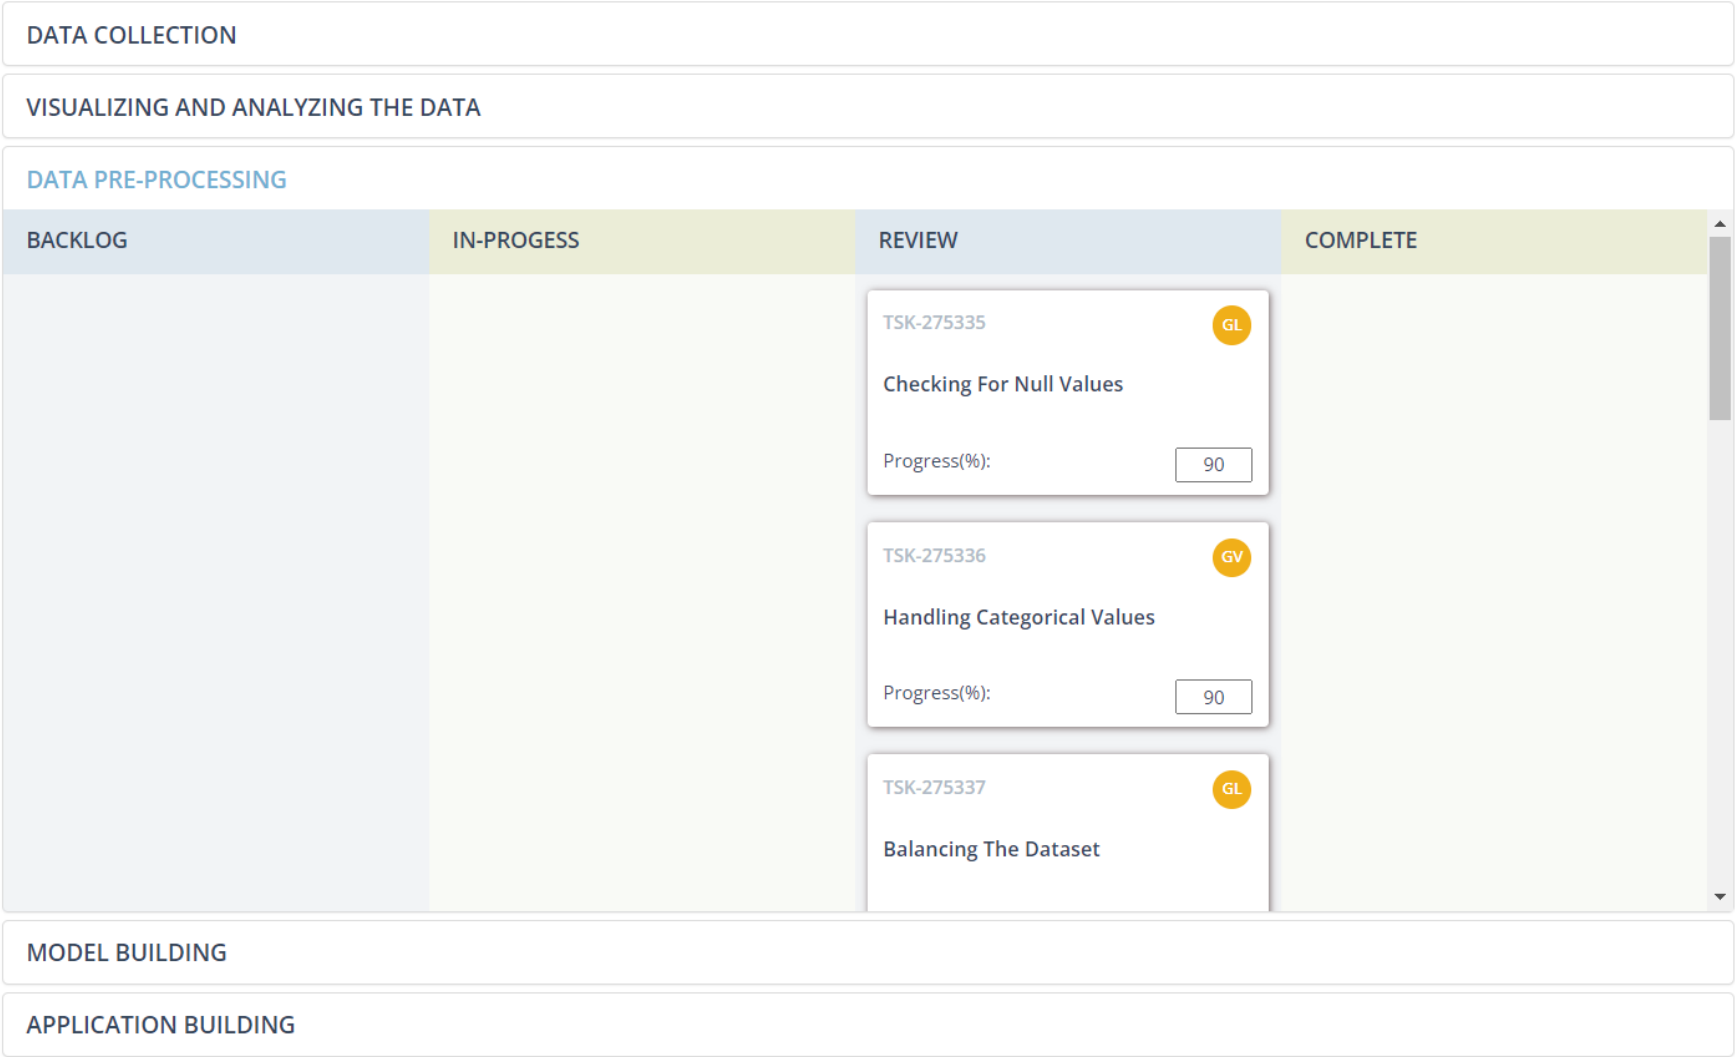 DATA COLLECTION
VISUALIZING AND ANALYZING THE DATA
DATA PRE-PROCESSING
BACKLOG
IN-PROGESS
REVIEW
COMPLETE
TSK-275335
GL
Checking For Null Values
Progress(%):
90
TSK-275336
GV
Handling Categorical Values
Progress(%):
90
TSK-275337
GL
Balancing The Dataset
MODEL BUILDING
APPLICATION BUILDING